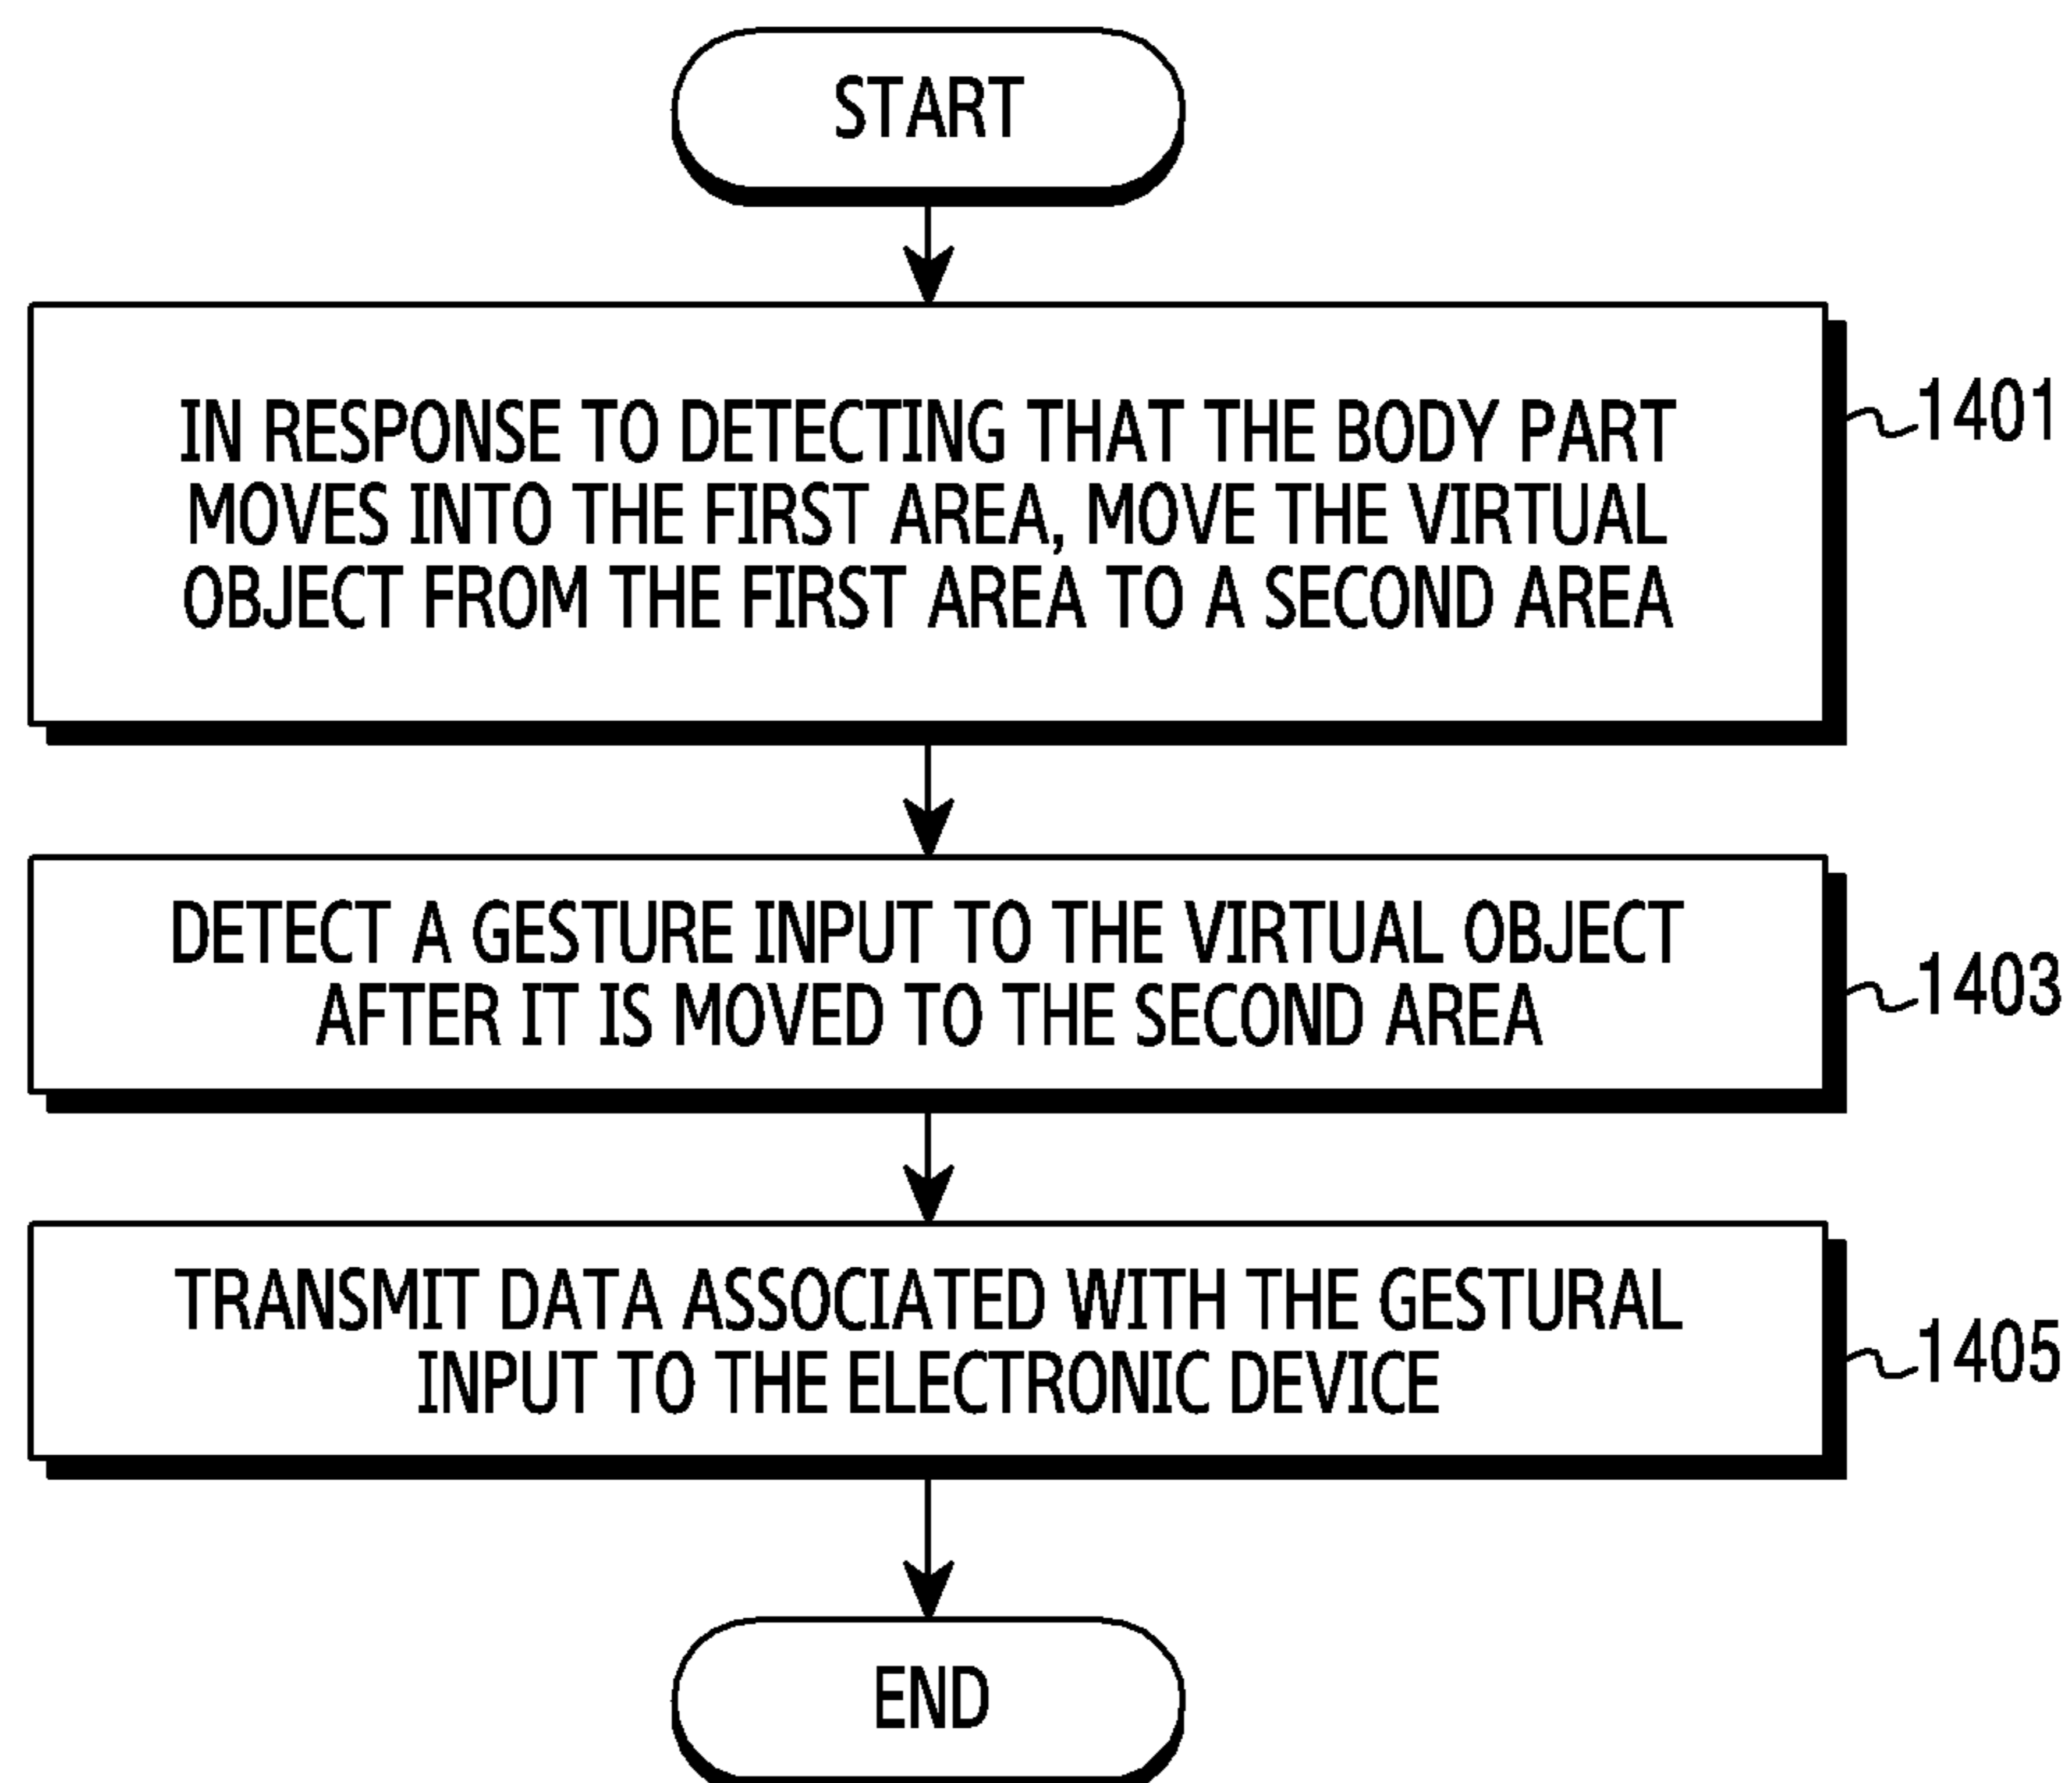 START
IN RESPONSE TO DETECTING THAT THE BODY PART
MOVES INTO THE FIRST AREA, MOVE THE VIRTUAL
OBJECT FROM THE FIRST AREA TO A SECOND AREA
1401
DETECT A GESTURE INPUT TO THE VIRTUAL OBJECT
AFTER IT IS MOVED TO THE SECOND AREA
1403
TRANSMIT DATA ASSOCIATED WITH THE GESTURAL
INPUT TO THE ELECTRONIC DEVICE
1405
END